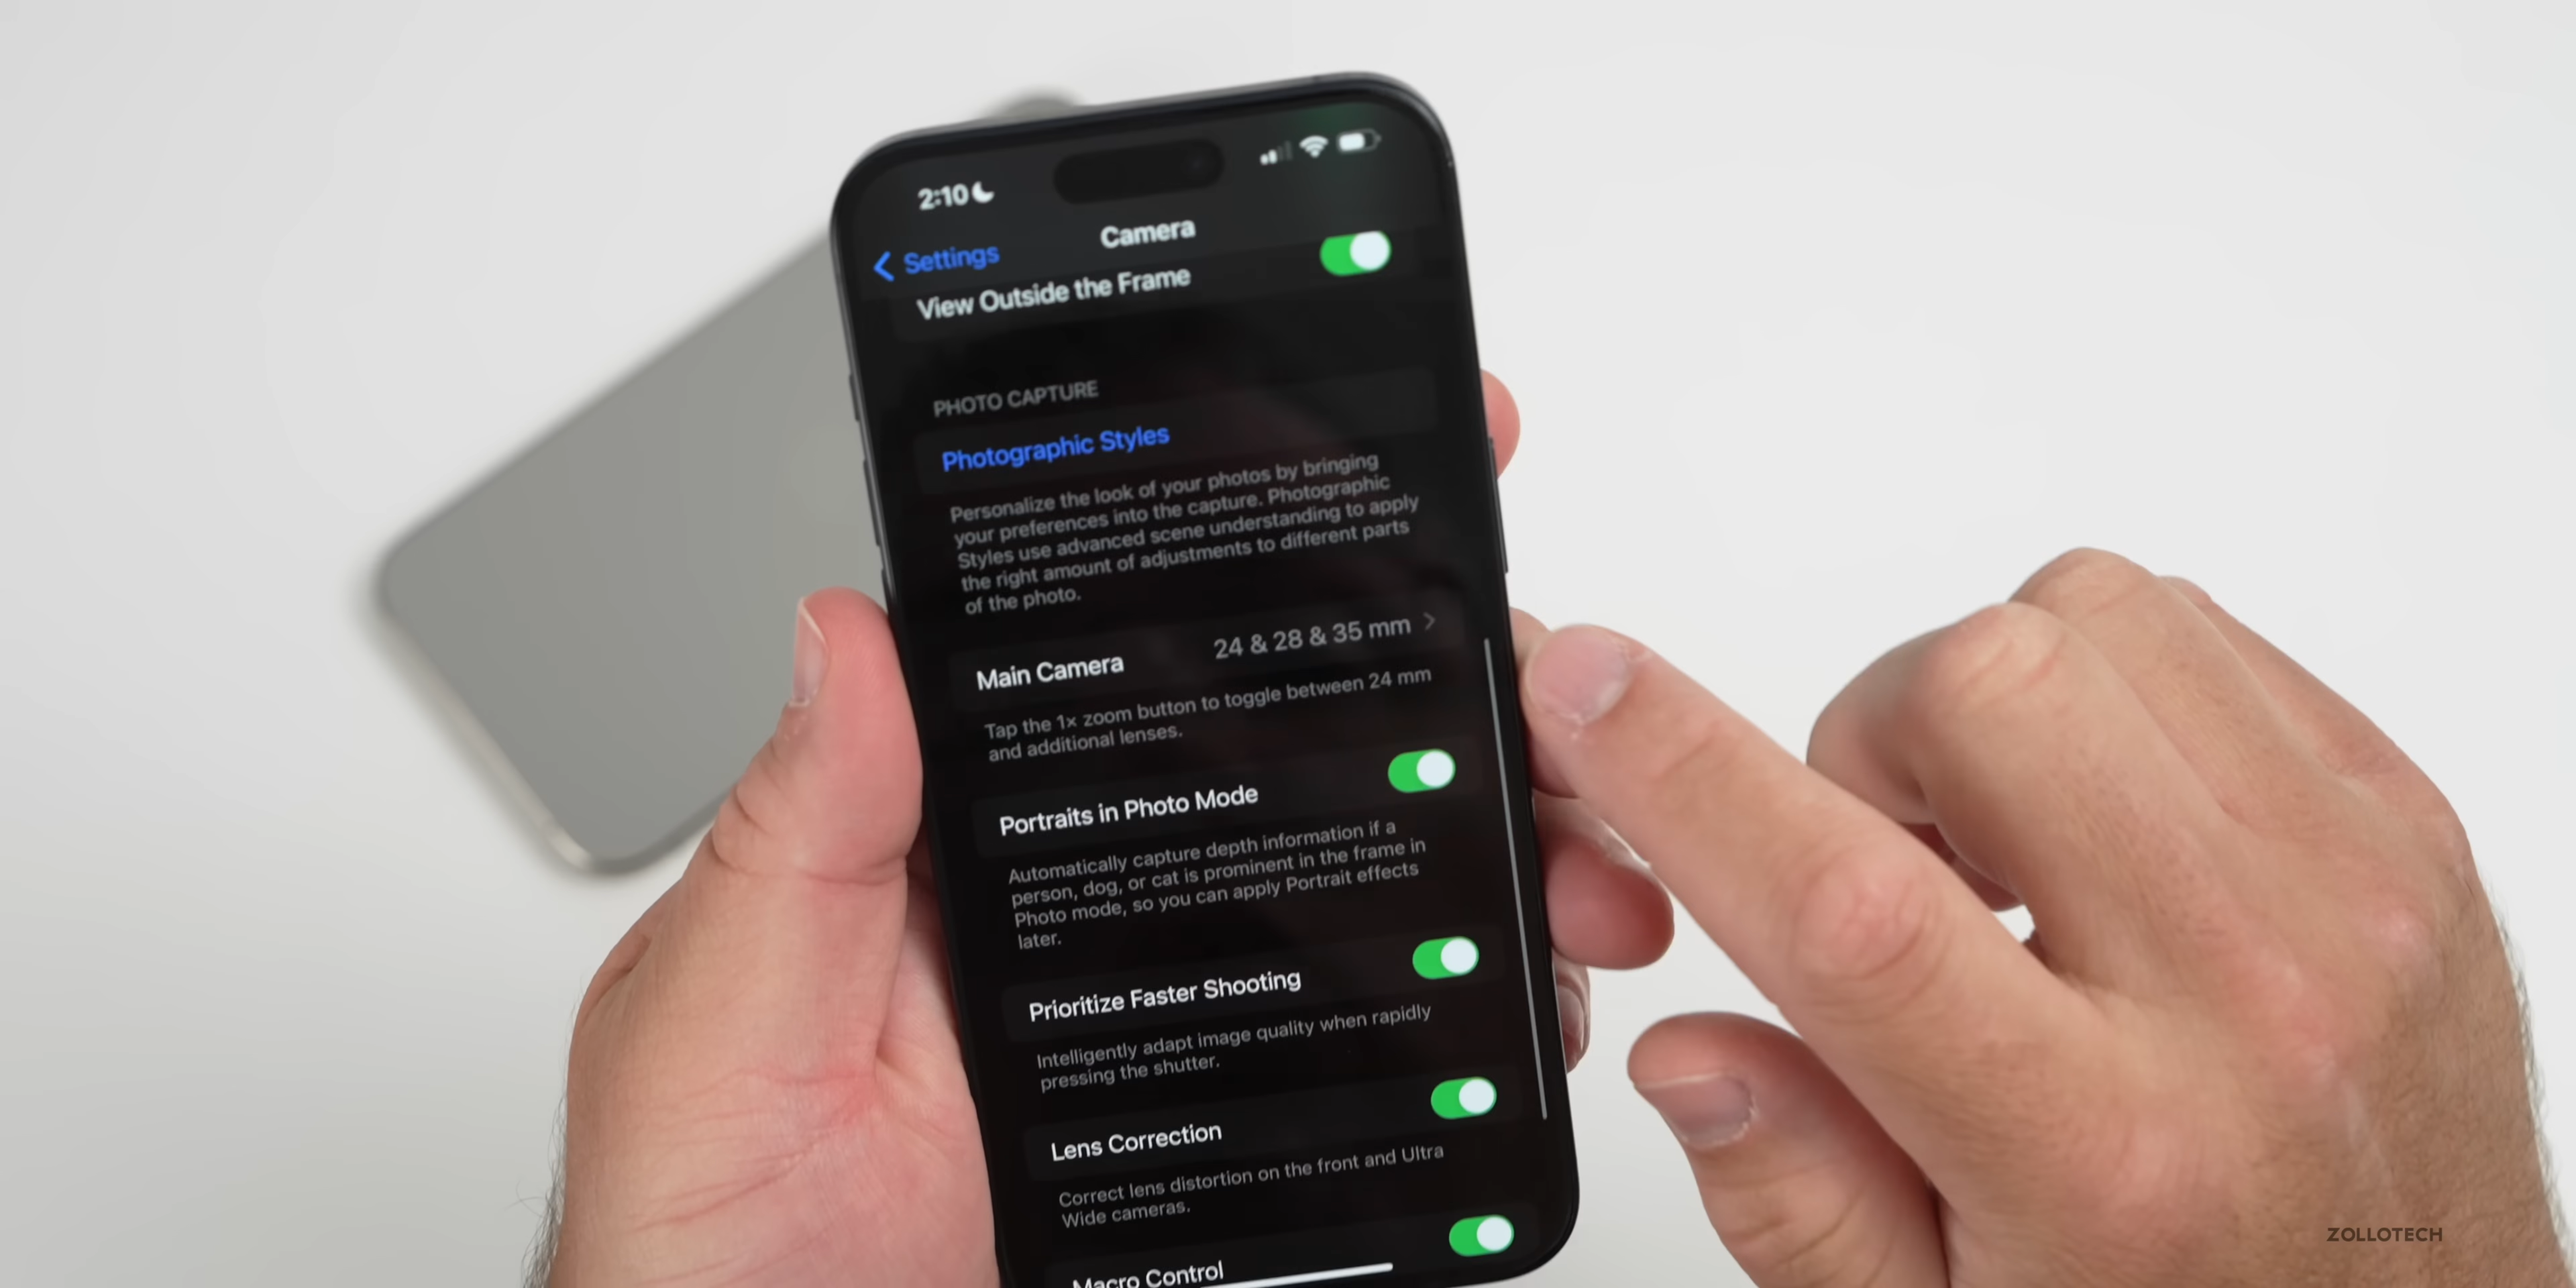 2:10
Settings
Camera
View Outside the Frame
PHOTO CAPTURE
Photographic Styles
Personalize the look of your photos by bringing
your preferences into the capture. Photographic
Styles use advanced scene understanding to apply
the right amount of adjustments to different parts
of the photo.
Main Camera 24 & 28 & 35 mm
Tap the 1× zoom button to toggle between 24 mm
and additional lenses.
Portraits in Photo Mode
Automatically capture depth information if a
person, dog, or cat is prominent in the frame in
Photo mode, so you can apply Portrait effects
later.
Prioritize Faster Shooting
Intelligently adapt image quality when rapidly
pressing the shutter.
Lens Correction
Correct lens distortion on the front and Ultra
Wide cameras.
Macro Control
ZOLLOTECH